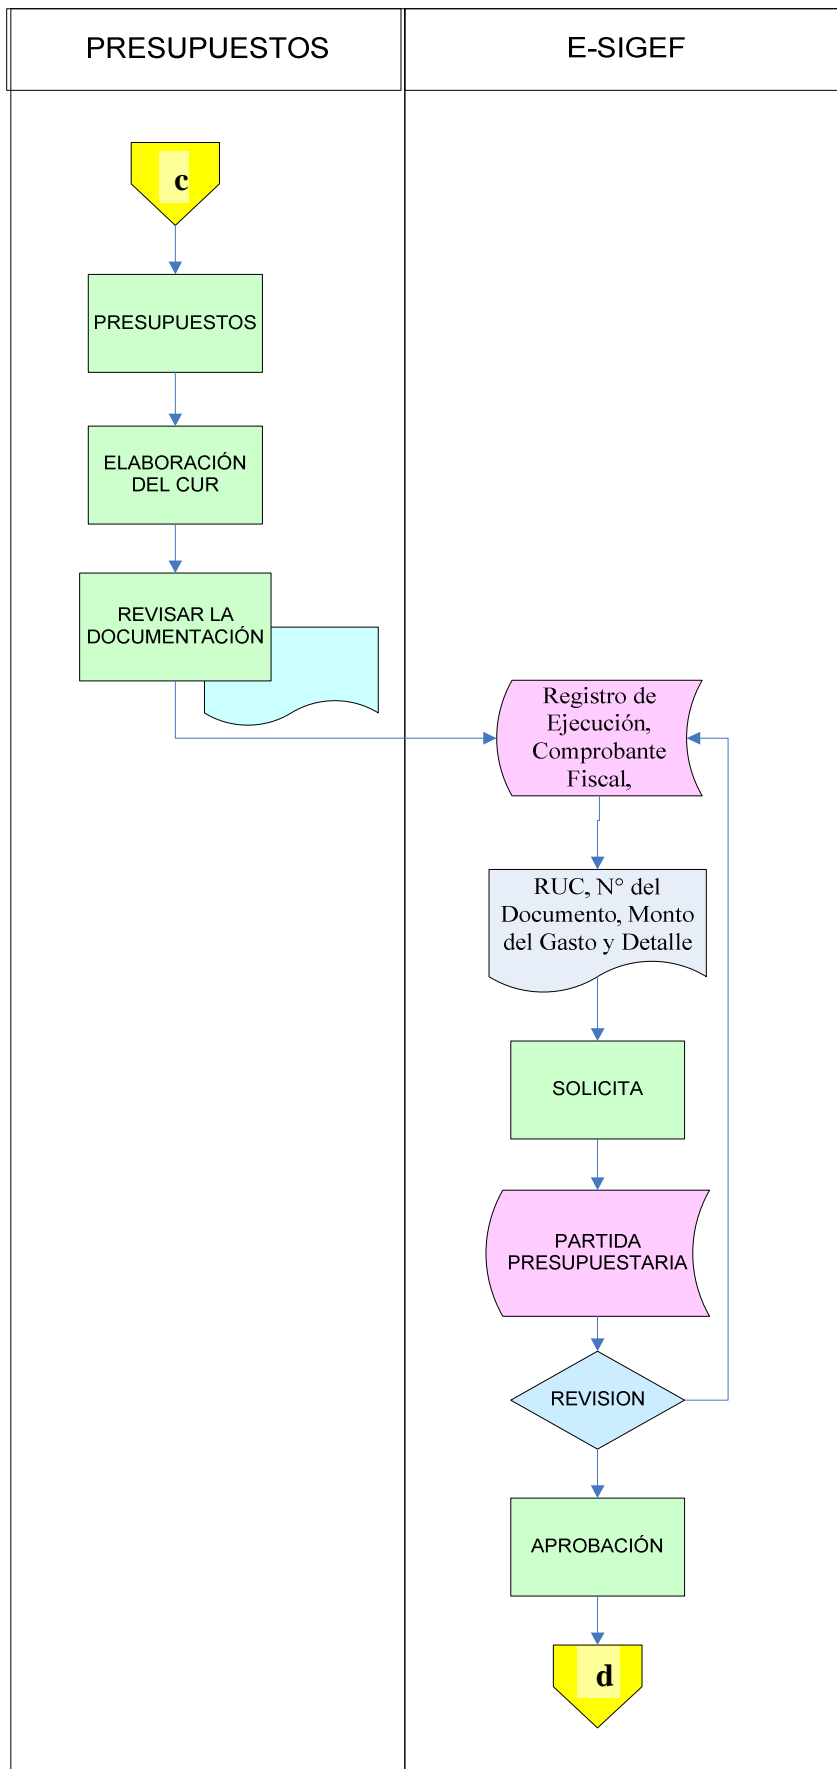 PRESUPUESTOS
E-SIGEF
c
PRESUPUESTOS
ELABORACIÓN
DEL CUR
REVISAR LA
DOCUMENTACIÓN
Registro de
Ejecución,
Comprobante
Fiscal,
RUC, N° del
Documento, Monto
del Gasto y Detalle
SOLICITA
PARTIDA
PRESUPUESTARIA
REVISION
APROBACIÓN
d